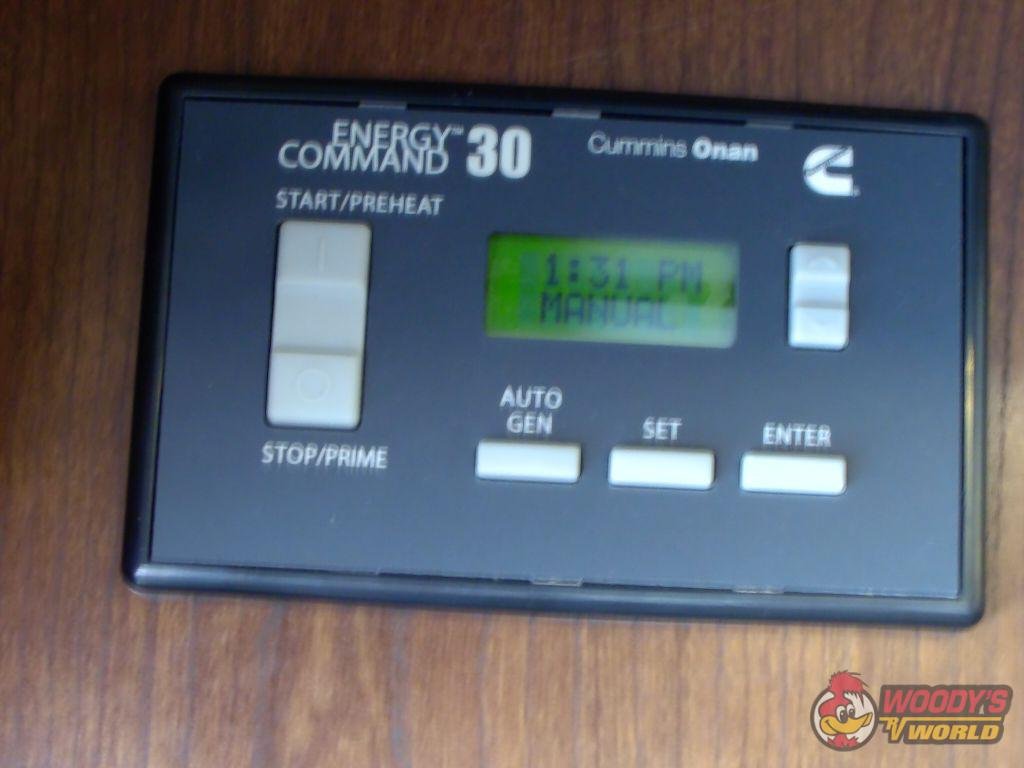 ENERGY™
COMMAND 30
Cummins Onan
START/PREHEAT
1:31 PM
MANUAL
STOP/PRIME
AUTO
GEN
SET
ENTER
WOODY'S
RV WORLD